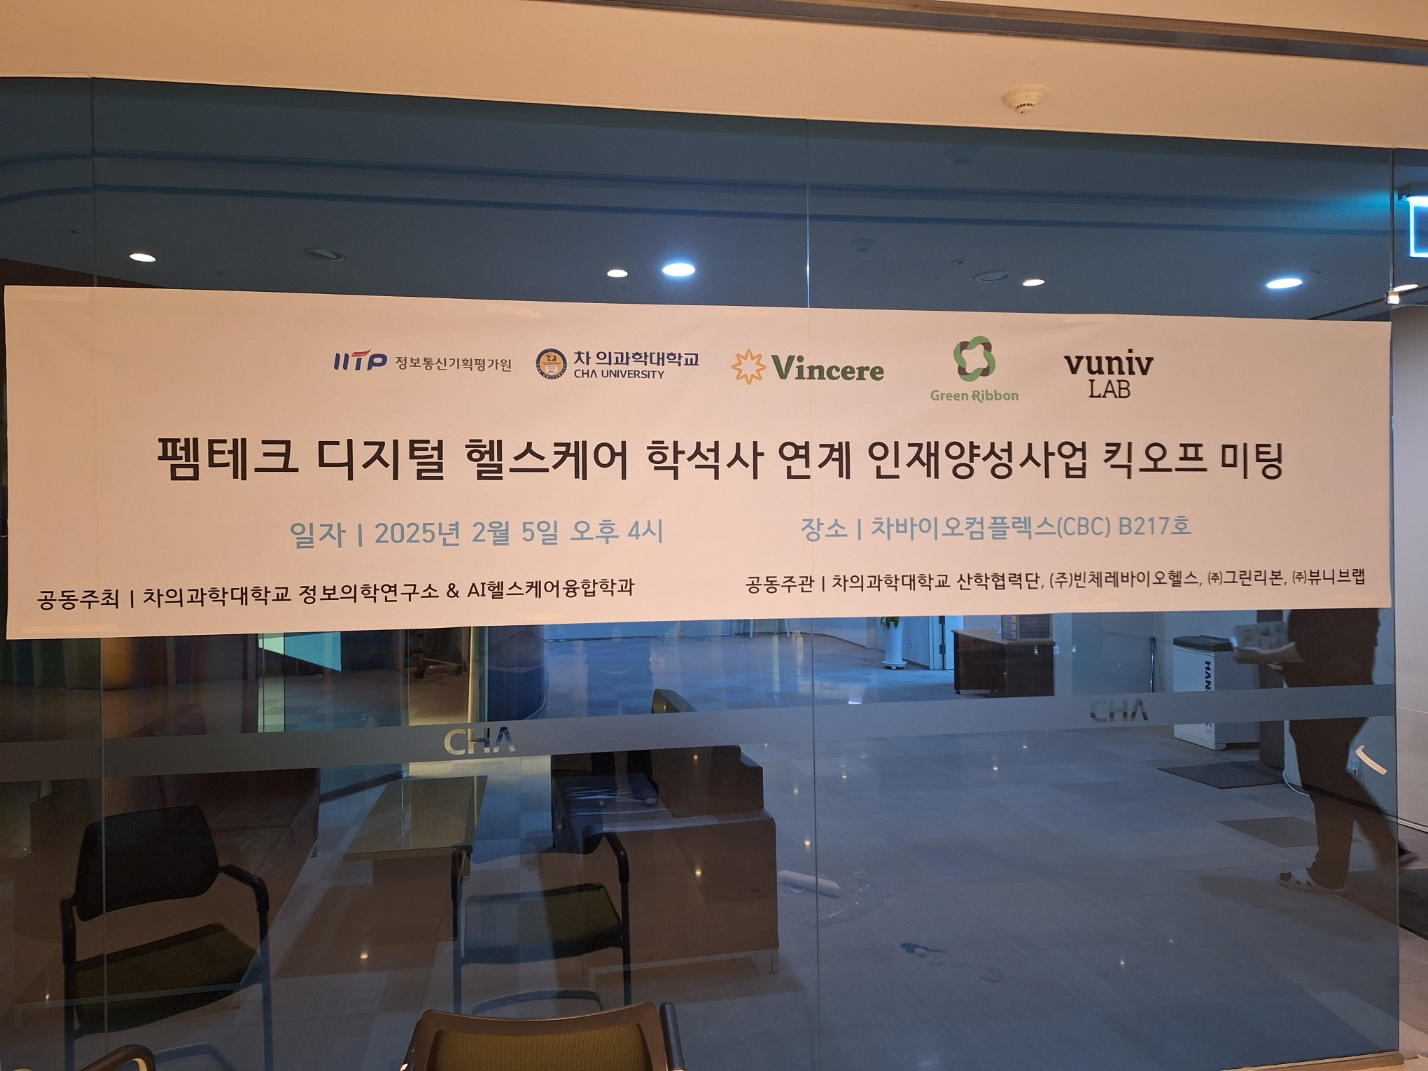 IITP 정보통신기획평가원
차 의과학대학교
CHA UNIVERSITY
Vincere
Green Ribbon
vuniv
LAB
펨테크 디지털 헬스케어 학석사 연계 인재양성사업 킥오프 미팅
일자 | 2025년 2월 5일 오후 4시
장소 | 차바이오컴플렉스(CBC) B217호
공동주최 | 차의과학대학교 정보의학연구소 & AI헬스케어융합학과
공동주관 | 차의과학대학교 산학협력단, (주)빈체레바이오헬스, ㈜그린리본, ㈜뷰니브랩
CHA
CHA